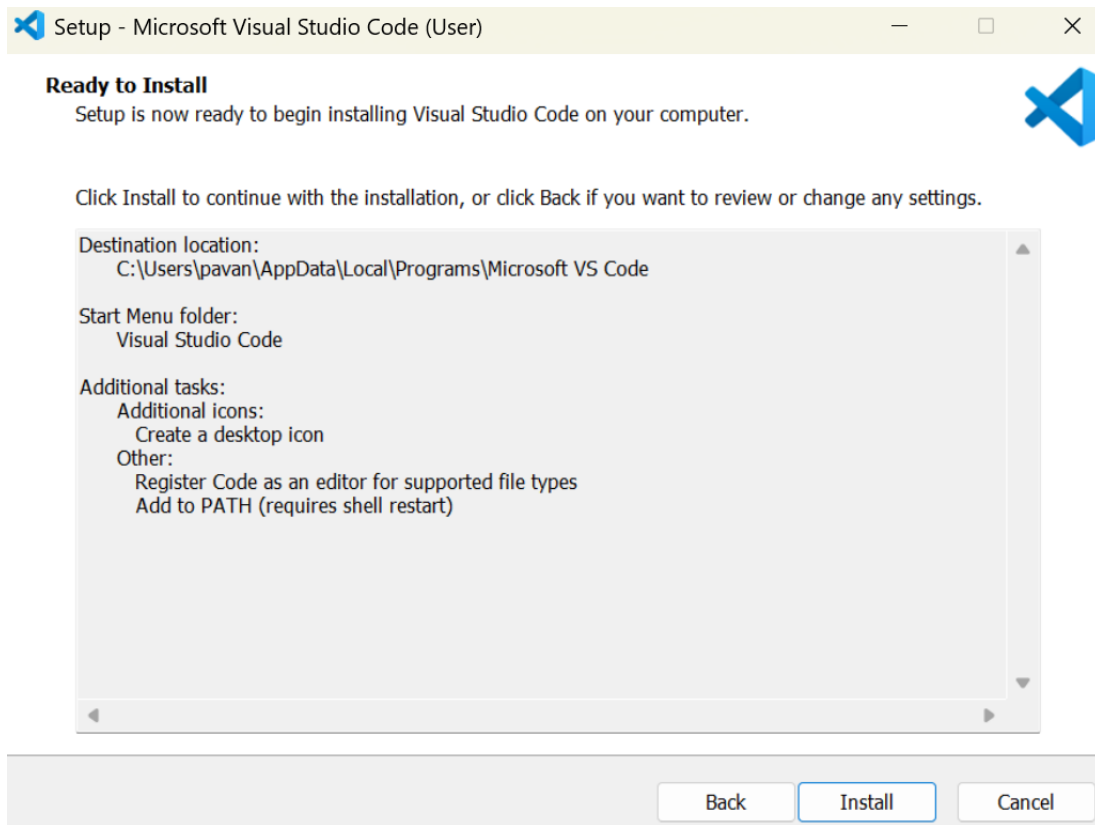 Setup - Microsoft Visual Studio Code (User)
Ready to Install
Setup is now ready to begin installing Visual Studio Code on your computer.
Click Install to continue with the installation, or click Back if you want to review or change any settings.
Destination location:
C:\Users\pavan\AppData\Local\Programs\Microsoft VS Code
Start Menu folder:
Visual Studio Code
Additional tasks:
Additional icons:
Create a desktop icon
Other:
Register Code as an editor for supported file types
Add to PATH (requires shell restart)
Back Install Cancel